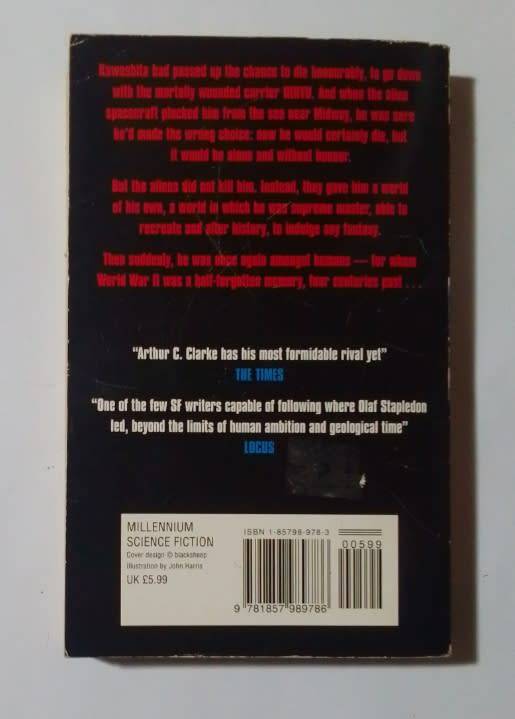 Kawashita had passed up the chance to die honourably, to go down
with the mortally wounded carrier HIRYU. And when the alien
spacecraft plucked him from the sea near Midway, he was sure
he'd made the wrong choice: now he would certainly die, but
it would be alone and without honour.
But the aliens did not kill him. Instead, they gave him a world
of his own, a world in which he was supreme master, able to
recreate and alter history, to indulge any fantasy.
Then suddenly, he was once again amongst humans — for whom
World War II was a half-forgotten memory, four centuries past . . .
“Arthur C. Clarke has his most formidable rival yet”
THE TIMES
“One of the few SF writers capable of following where Olaf Stapledon
led, beyond the limits of human ambition and geological time”
LOCUS
MILLENNIUM
SCIENCE FICTION
Cover design © blacksheep
Illustration by John Harris
UK £5.99
ISBN 1-85798-978-3
00599
9 781857 989786